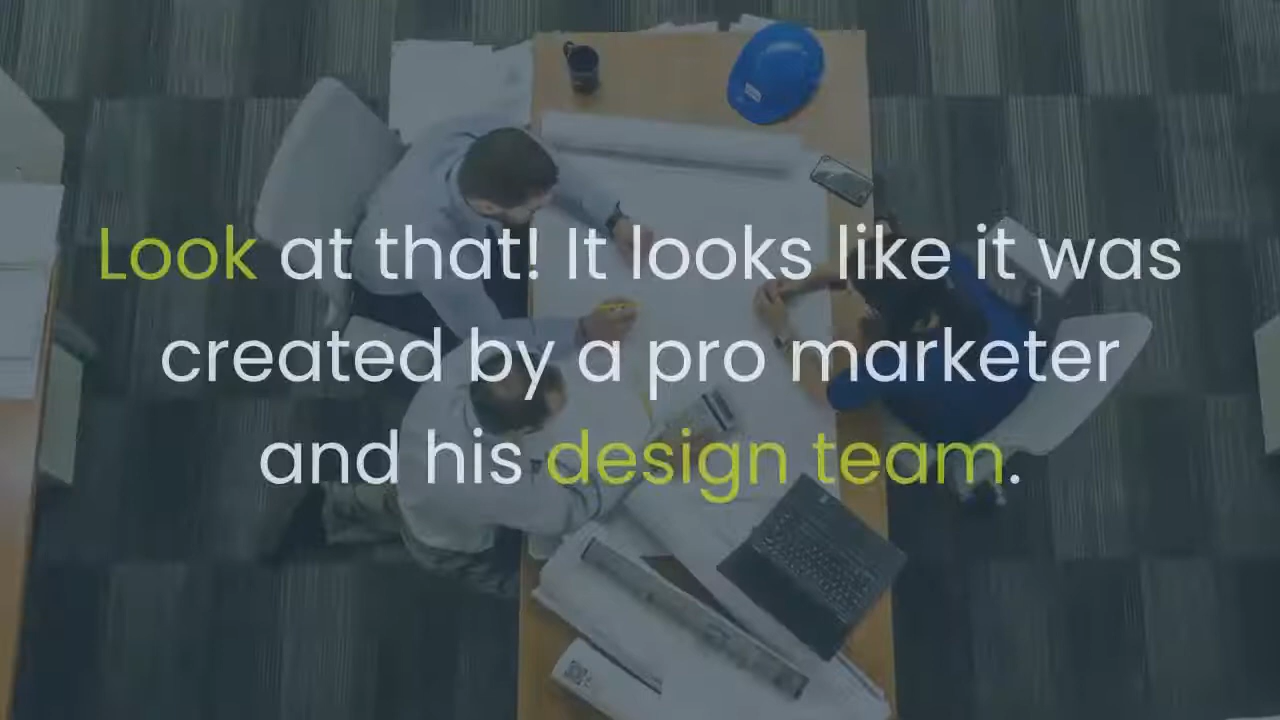 Look at that! It looks like it was
created by a pro marketer
and his design team.